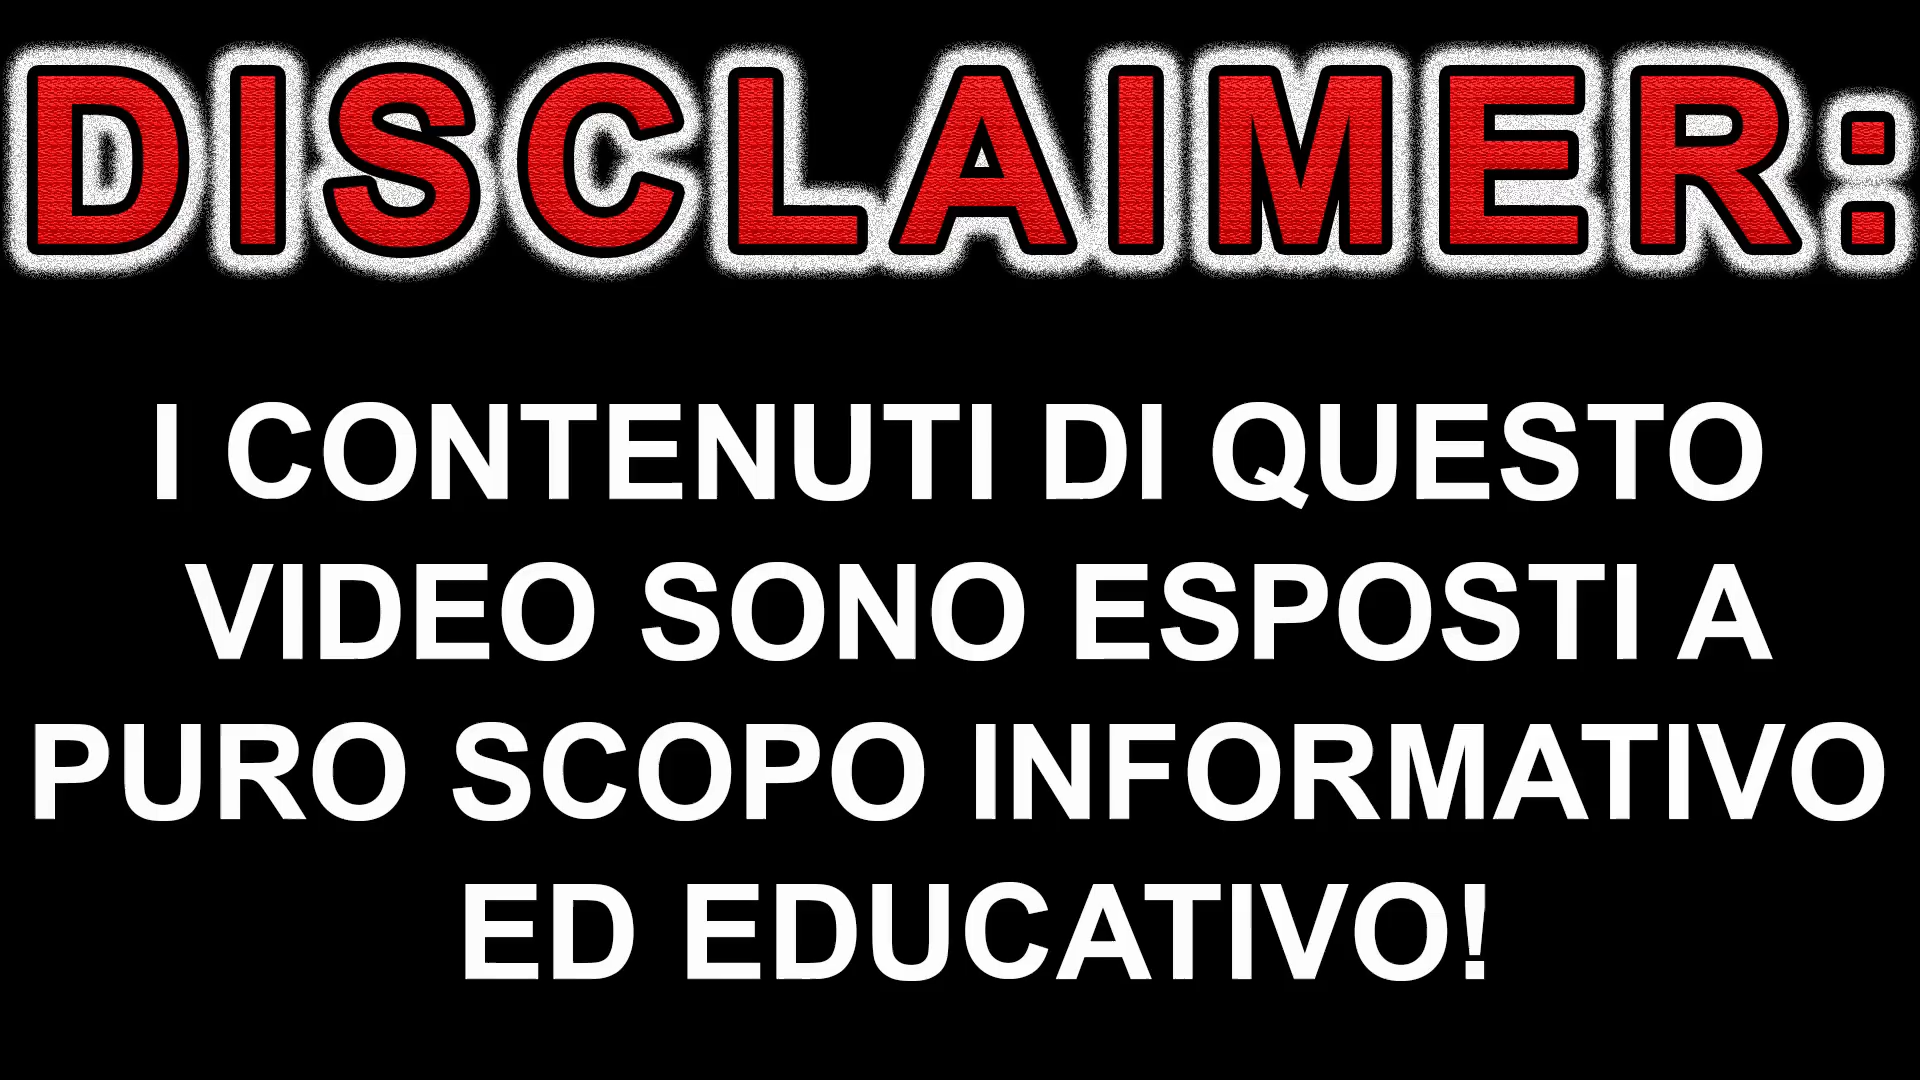 DISCLAIMER:
I CONTENUTI DI QUESTO
VIDEO SONO ESPOSTI A
PURO SCOPO INFORMATIVO
ED EDUCATIVO!